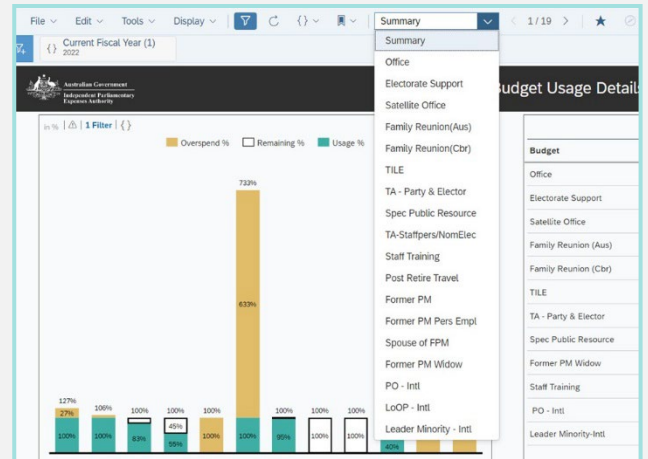 File Edit Tools Display { } Summary 1 / 19
{ } Current Fiscal Year (1)
2022
Australian Government
Independent Parliamentary
Expenses Authority
Budget Usage Details
in % 1 Filter { }
Overspend % Remaining % Usage %
Summary
Office
Electorate Support
Satellite Office
Family Reunion(Aus)
Family Reunion(Cbr)
TILE
TA - Party & Elector
Spec Public Resource
TA-Staffpers/NomElec
Staff Training
Post Retire Travel
Former PM
Former PM Pers Empl
Spouse of FPM
Former PM Widow
PO - Intl
LoOP - Intl
Leader Minority - Intl
733%
633%
127% 106% 100% 100% 100% 100% 100% 100%
27% 45%
100% 100% 83% 55% 100% 100% 95% 100% 100% 40%
Budget
Office
Electorate Support
Satellite Office
Family Reunion (Aus)
Family Reunion (Cbr)
TILE
TA - Party & Elector
Spec Public Resource
Former PM Widow
Staff Training
PO - Intl
Leader Minority-Intl